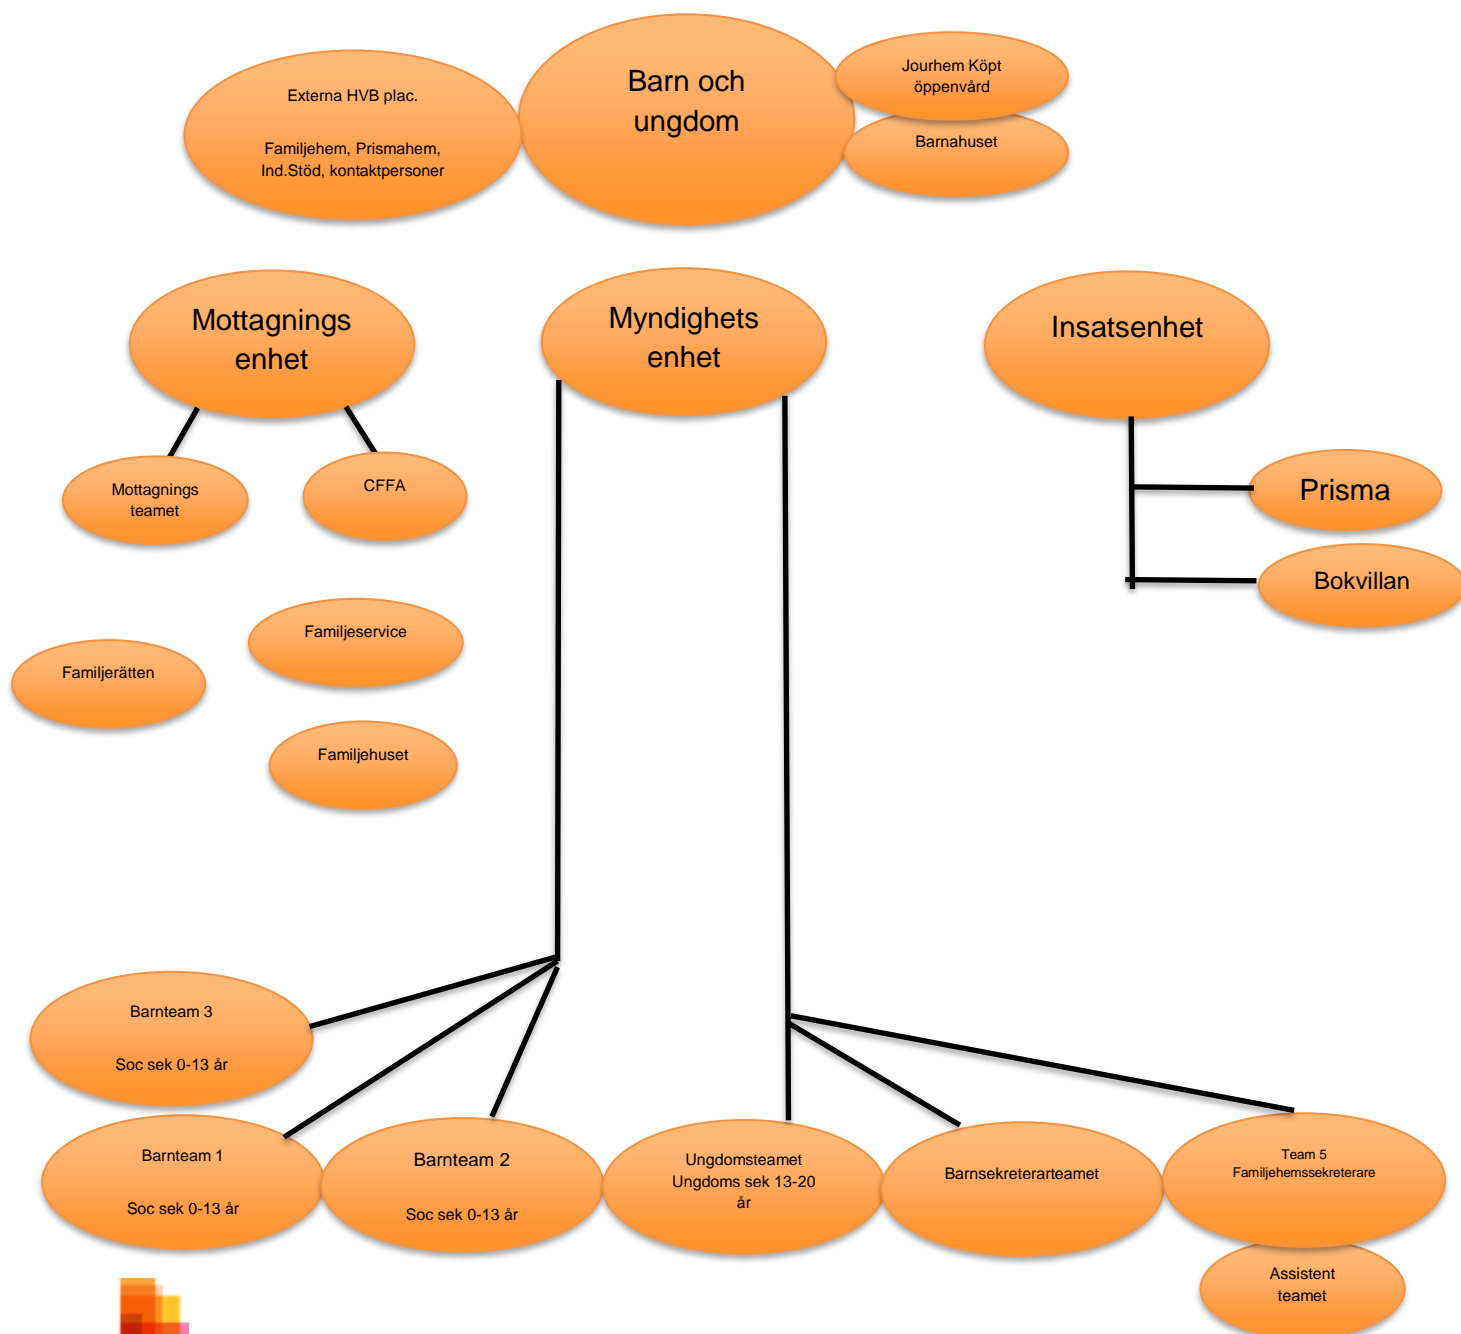 Externa HVB plac.
Familjehem, Prismahem,
Ind.Stöd, kontaktpersoner
Barn och
ungdom
Jourhem Köpt
öppenvård
Barnahuset
Mottagnings
enhet
Myndighets
enhet
Insatsenhet
Mottagnings
teamet
CFFA
Prisma
Bokvillan
Familjeservice
Familjerätten
Familjehuset
Barnteam 3
Soc sek 0-13 år
Barnteam 1
Soc sek 0-13 år
Barnteam 2
Soc sek 0-13 år
Ungdomsteamet
Ungdoms sek 13-20
år
Barnsekreterarteamet
Team 5
Familjehemssekreterare
Assistent
teamet